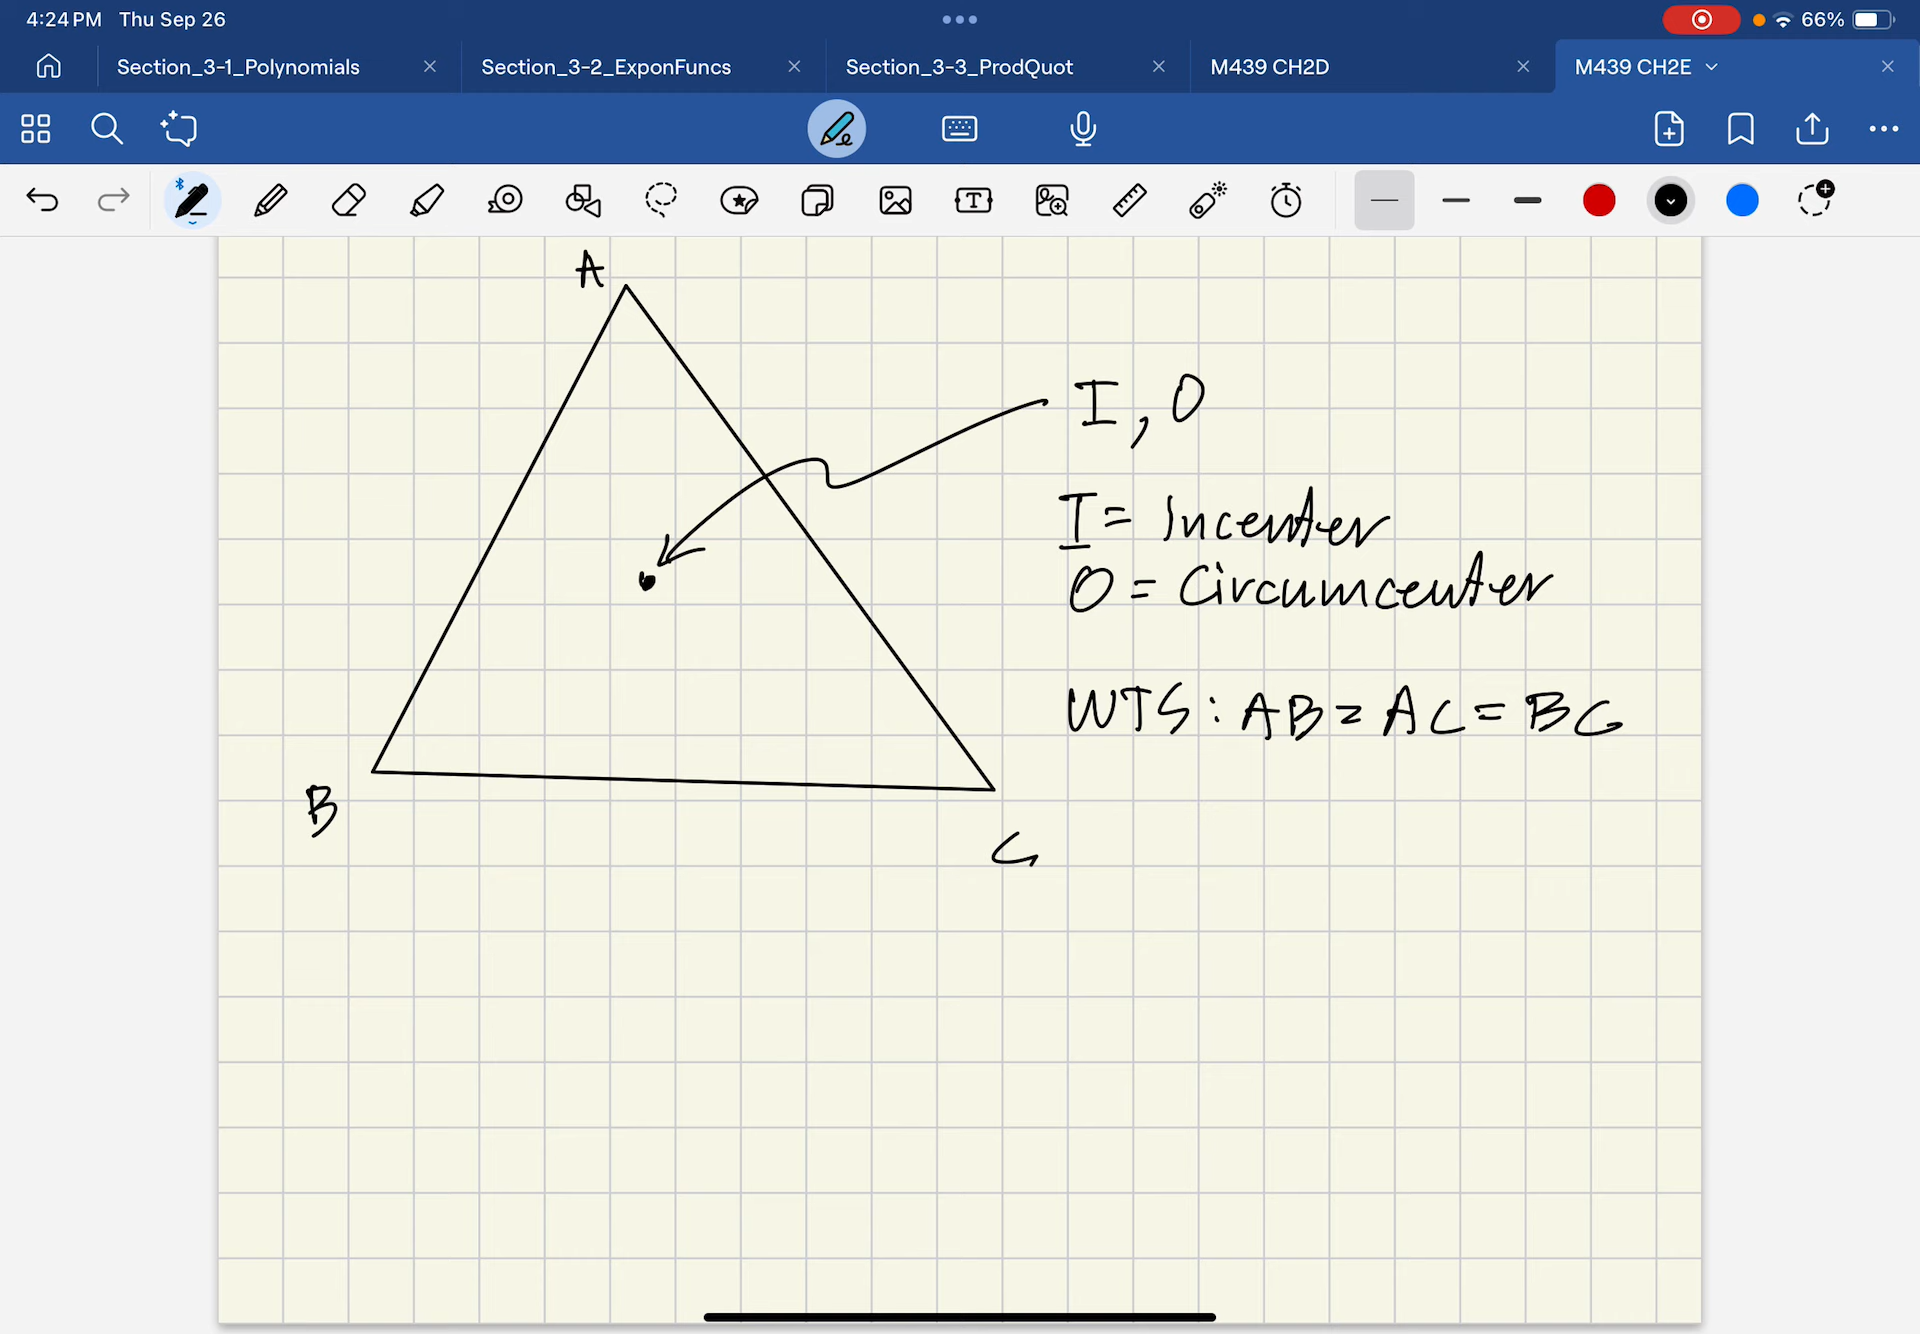 4:24 PM Thu Sep 26
66%
Section_3-1_Polynomials
Section_3-2_ExponFuncs
Section_3-3_ProdQuot
M439 CH2D
M439 CH2E
A
I, O
I = Incenter
O = Circumcenter
WTS: AB = AC = BC
B
C